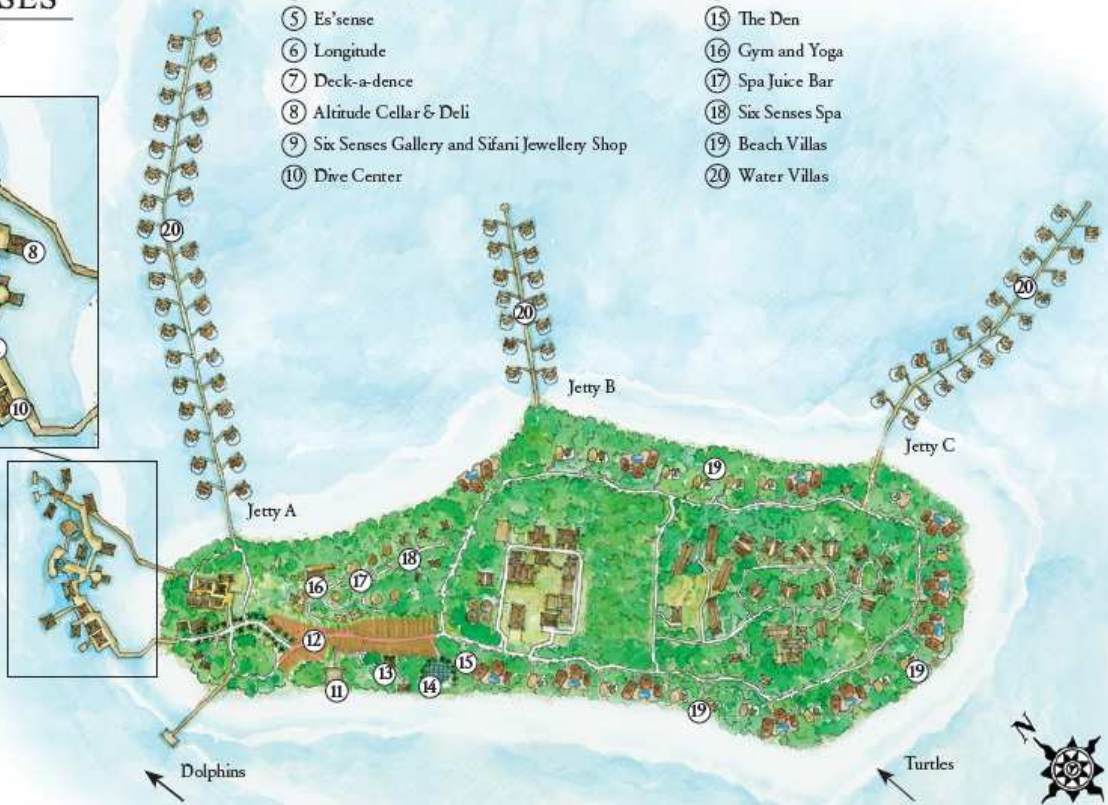 ⑤ Es'sense
⑥ Longitude
⑦ Deck-a-dence
⑧ Altitude Cellar & Deli
⑨ Six Senses Gallery and Sifani Jewellery Shop
⑩ Dive Center
⑮ The Den
⑯ Gym and Yoga
⑰ Spa Juice Bar
⑱ Six Senses Spa
⑲ Beach Villas
⑳ Water Villas
8
10
20
20
20
Jetty B
Jetty C
Jetty A
19
18
17
16
12
15
13
14
11
19
19
Dolphins
Turtles
N